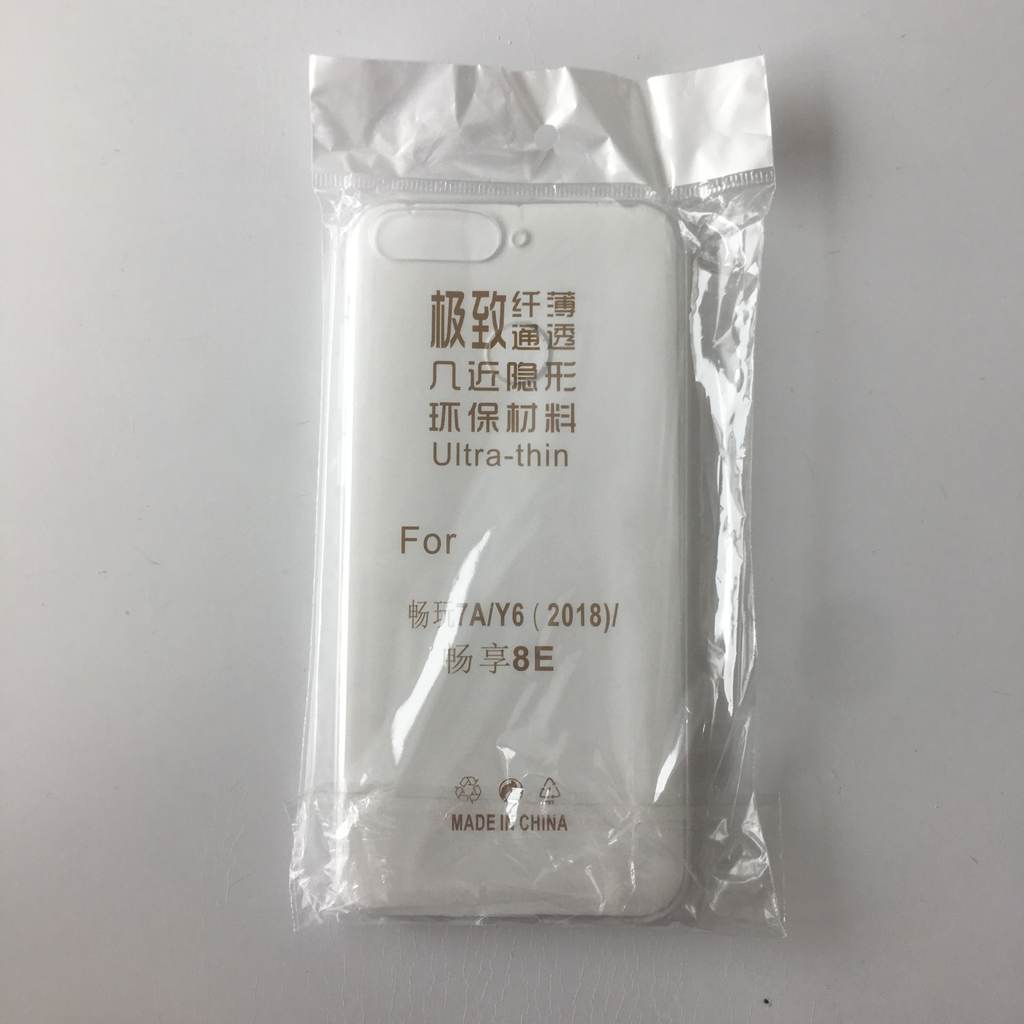 极致纤薄
通透
几近隐形
环保材料
Ultra-thin
For
畅玩7A/Y6(2018)/
畅享8E
MADE IN CHINA